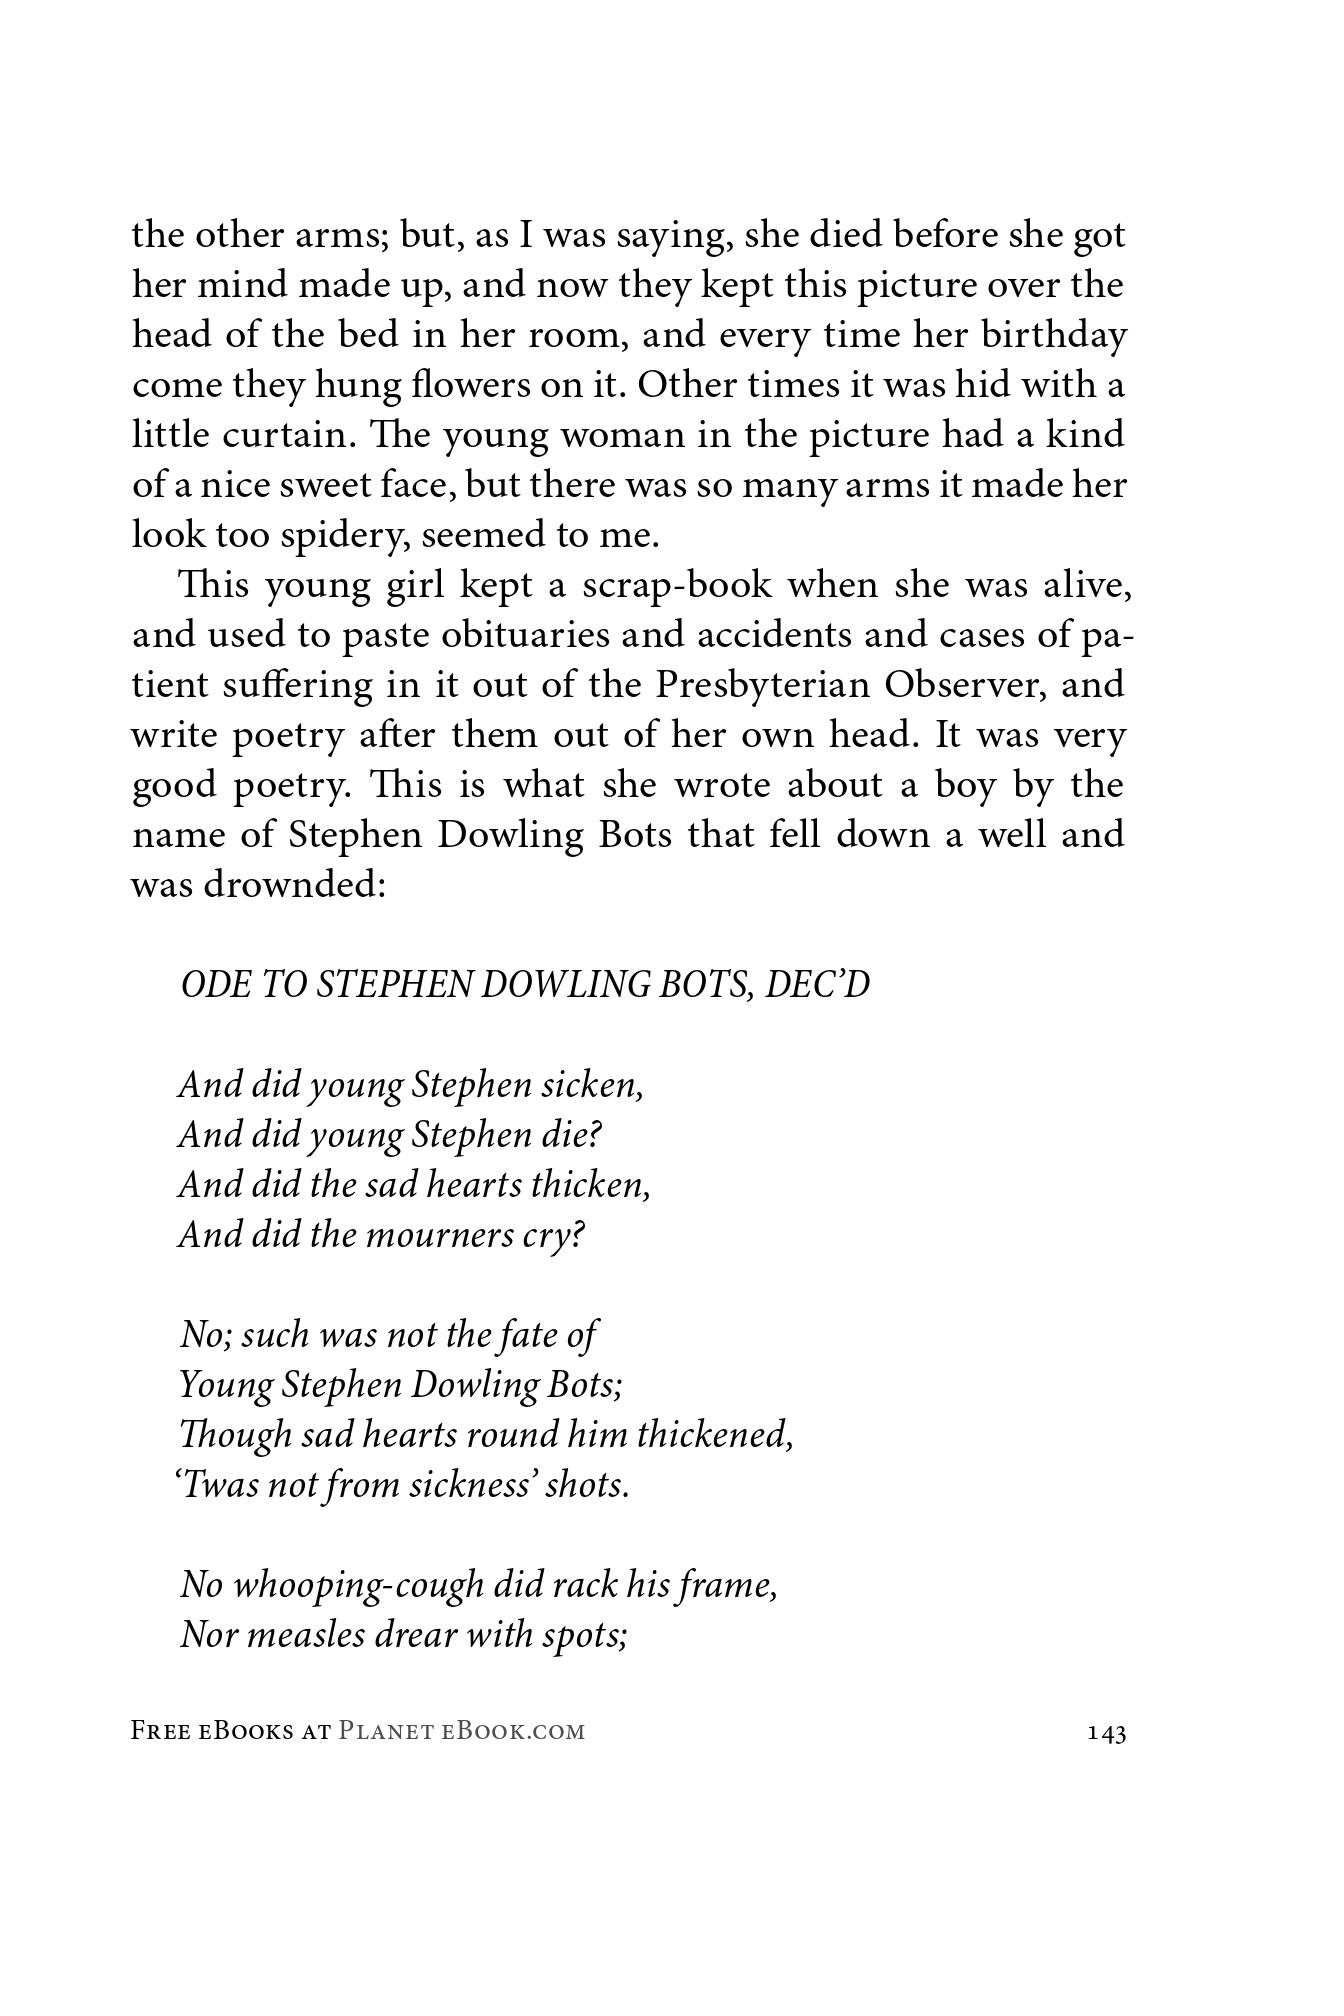 the other arms; but, as I was saying, she died before she got
her mind made up, and now they kept this picture over the
head of the bed in her room, and every time her birthday
come they hung flowers on it. Other times it was hid with a
little curtain. The young woman in the picture had a kind
of a nice sweet face, but there was so many arms it made her
look too spidery, seemed to me.
This young girl kept a scrap-book when she was alive,
and used to paste obituaries and accidents and cases of pa-
tient suffering in it out of the Presbyterian Observer, and
write poetry after them out of her own head. It was very
good poetry. This is what she wrote about a boy by the
name of Stephen Dowling Bots that fell down a well and
was drownded:
ODE TO STEPHEN DOWLING BOTS, DEC’D
And did young Stephen sicken,
And did young Stephen die?
And did the sad hearts thicken,
And did the mourners cry?
No; such was not the fate of
Young Stephen Dowling Bots;
Though sad hearts round him thickened,
‘Twas not from sickness’ shots.
No whooping-cough did rack his frame,
Nor measles drear with spots;
Free eBooks at Planet eBook.com 143